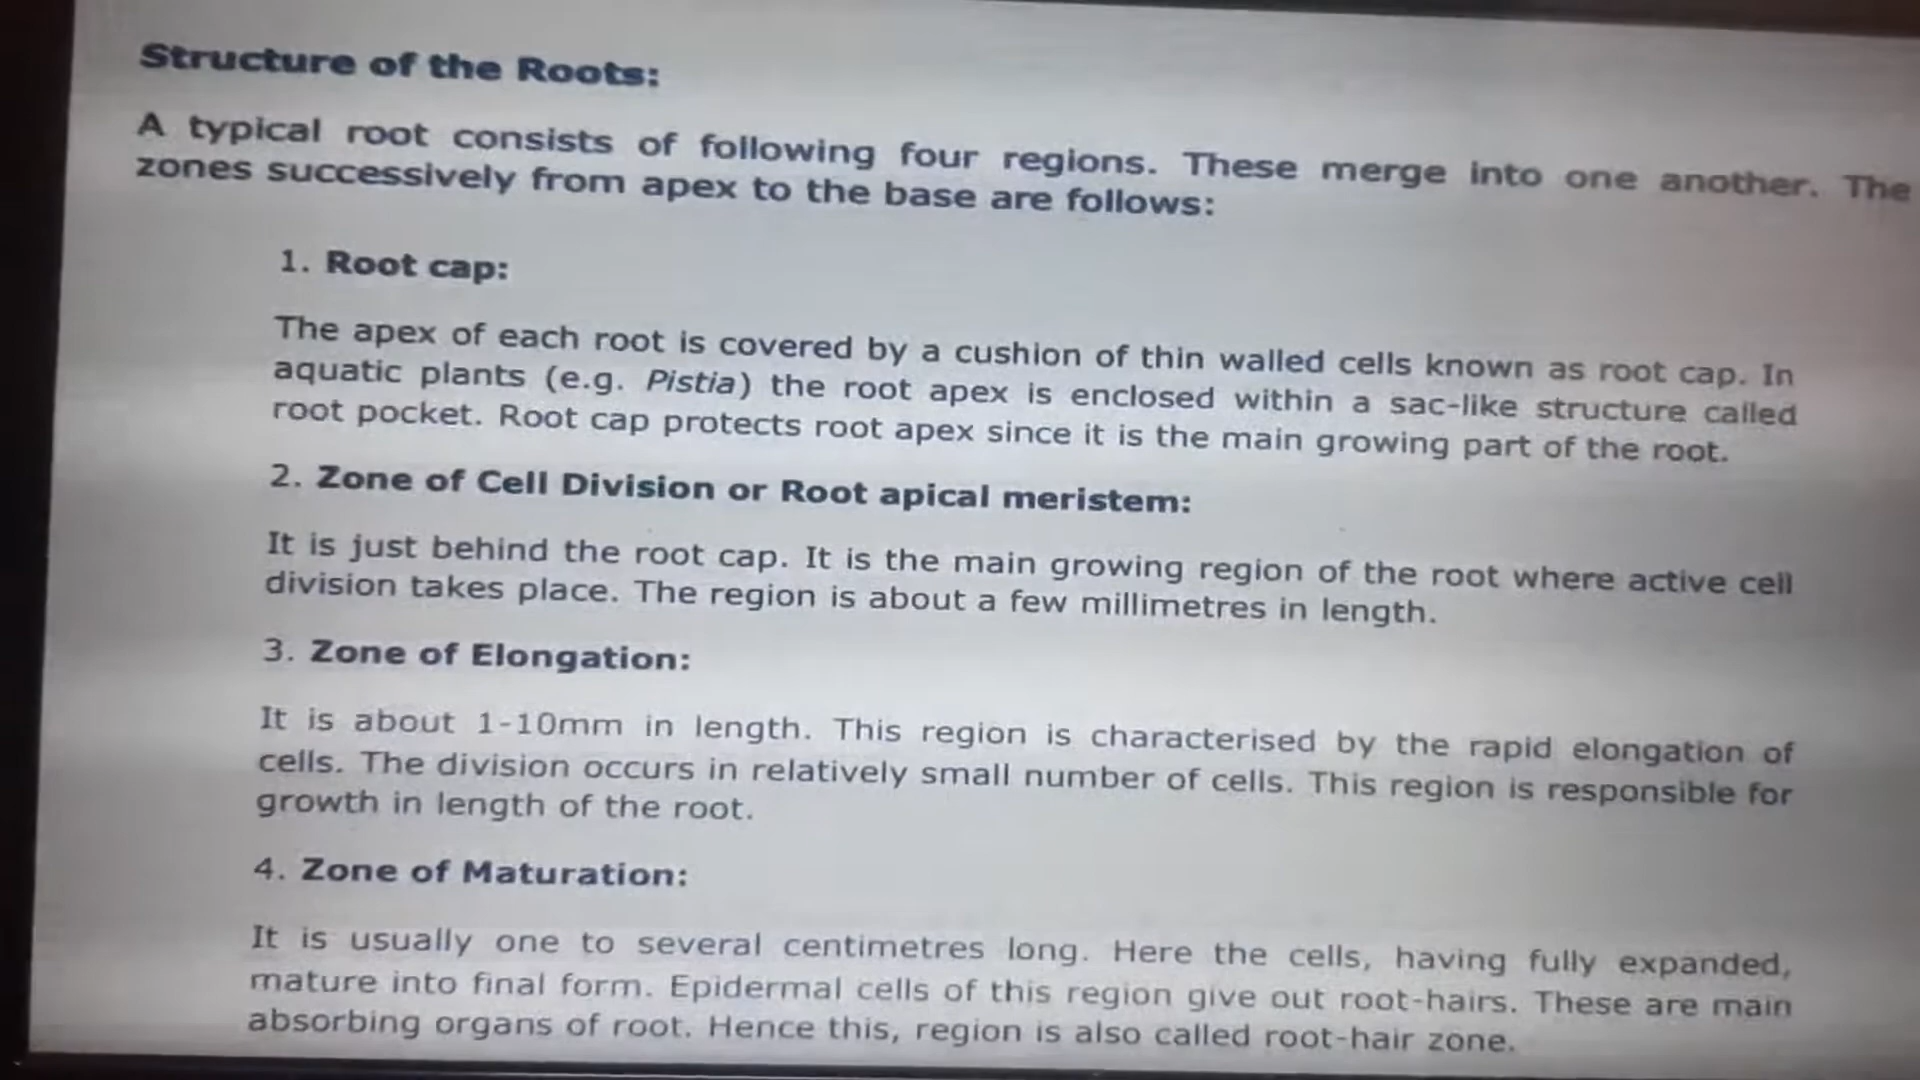 Structure of the Roots:
A typical root consists of following four regions. These merge into one another. The
zones successively from apex to the base are follows:
1. Root cap:
The apex of each root is covered by a cushion of thin walled cells known as root cap. In
aquatic plants (e.g. Pistia) the root apex is enclosed within a sac-like structure called
root pocket. Root cap protects root apex since it is the main growing part of the root.
2. Zone of Cell Division or Root apical meristem:
It is just behind the root cap. It is the main growing region of the root where active cell
division takes place. The region is about a few millimetres in length.
3. Zone of Elongation:
It is about 1-10mm in length. This region is characterised by the rapid elongation of
cells. The division occurs in relatively small number of cells. This region is responsible for
growth in length of the root.
4. Zone of Maturation:
It is usually one to several centimetres long. Here the cells, having fully expanded,
mature into final form. Epidermal cells of this region give out root-hairs. These are main
absorbing organs of root. Hence this, region is also called root-hair zone.